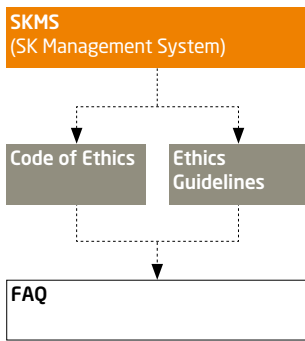 SKMS
(SK Management System)
Code of Ethics
Ethics
Guidelines
FAQ